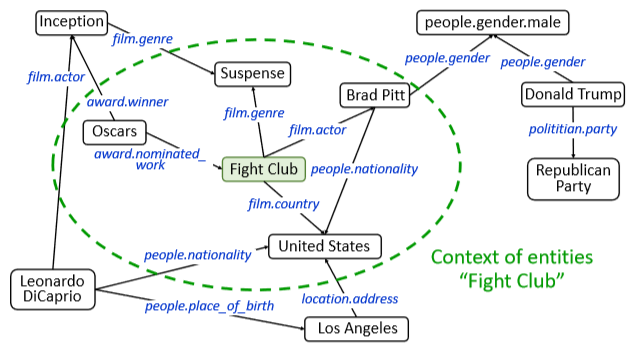 Inception
people.gender.male
film.genre
people.gender
people.gender
film.actor
Suspense
Brad Pitt
Donald Trump
award.winner
film.genre
Oscars
film.actor
polititian.party
award.nominated_
work
Fight Club
people.nationality
Republican
Party
film.country
people.nationality
United States
Context of entities
“Fight Club”
Leonardo
DiCaprio
people.place_of_birth
location.address
Los Angeles